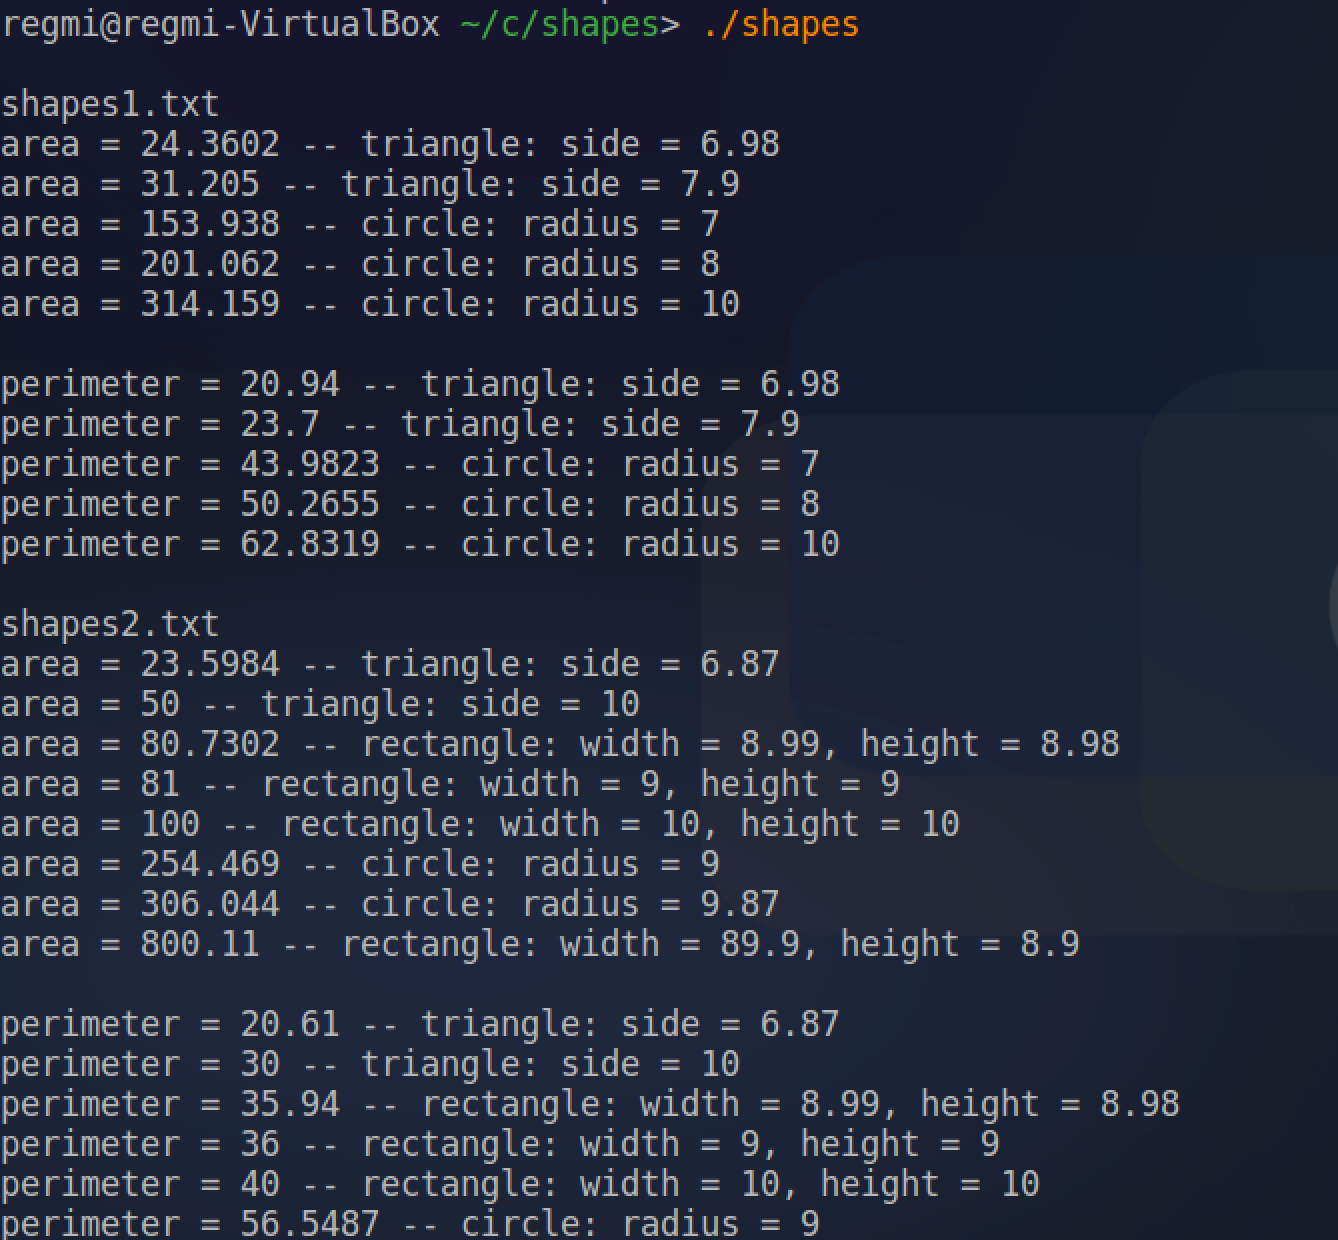 regmi@regmi-VirtualBox ~/c/shapes> ./shapes
shapes1.txt
area = 24.3602 -- triangle: side = 6.98
area = 31.205 -- triangle: side = 7.9
area = 153.938 -- circle: radius = 7
area = 201.062 -- circle: radius = 8
area = 314.159 -- circle: radius = 10
perimeter = 20.94 -- triangle: side = 6.98
perimeter = 23.7 -- triangle: side = 7.9
perimeter = 43.9823 -- circle: radius = 7
perimeter = 50.2655 -- circle: radius = 8
perimeter = 62.8319 -- circle: radius = 10
shapes2.txt
area = 23.5984 -- triangle: side = 6.87
area = 50 -- triangle: side = 10
area = 80.7302 -- rectangle: width = 8.99, height = 8.98
area = 81 -- rectangle: width = 9, height = 9
area = 100 -- rectangle: width = 10, height = 10
area = 254.469 -- circle: radius = 9
area = 306.044 -- circle: radius = 9.87
area = 800.11 -- rectangle: width = 89.9, height = 8.9
perimeter = 20.61 -- triangle: side = 6.87
perimeter = 30 -- triangle: side = 10
perimeter = 35.94 -- rectangle: width = 8.99, height = 8.98
perimeter = 36 -- rectangle: width = 9, height = 9
perimeter = 40 -- rectangle: width = 10, height = 10
perimeter = 56.5487 -- circle: radius = 9